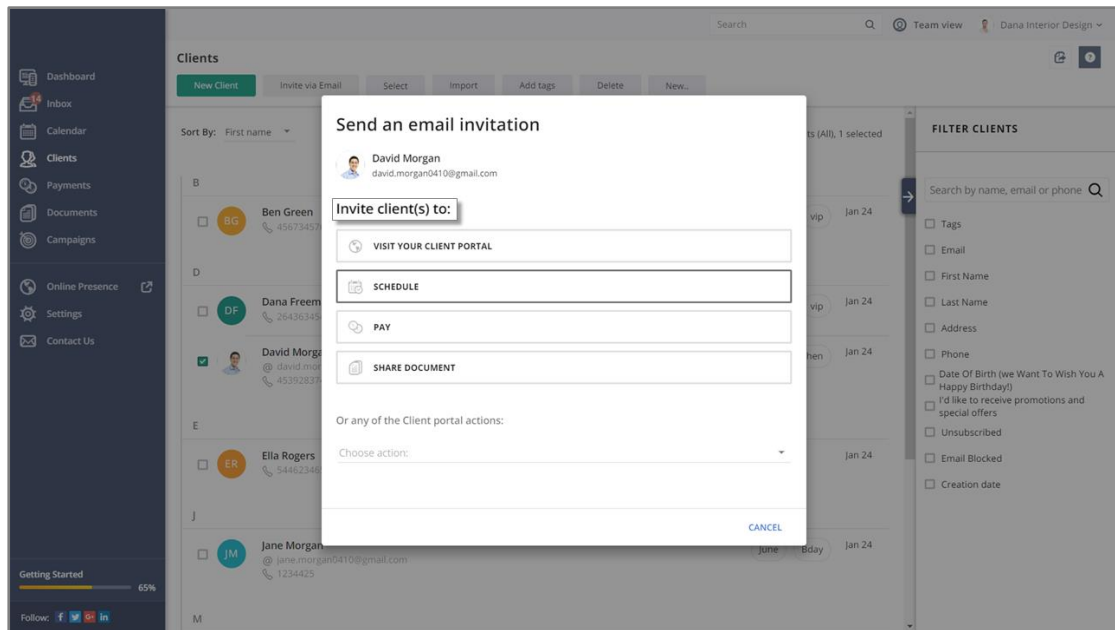 Search
Team view
Dana Interior Design
Dashboard
14
Inbox
Calendar
Clients
Payments
Documents
Campaigns
Online Presence
Settings
Contact Us
Getting Started
65%
Follow:
Clients
New Client
Invite via Email
Select
Import
Add tags
Delete
New..
Sort By: First name
ts (All), 1 selected
B
BG
Ben Green
vip
Jan 24
D
DF
Dana Freem
vip
Jan 24
David Morga
@ david.mor
hen
Jan 24
E
ER
Ella Rogers
Jan 24
J
JM
Jane Morgan
@ jane.morgan0410@gmail.com
1234425
June
Bday
Jan 24
M
Send an email invitation
David Morgan
david.morgan0410@gmail.com
Invite client(s) to:
VISIT YOUR CLIENT PORTAL
SCHEDULE
PAY
SHARE DOCUMENT
Or any of the Client portal actions:
Choose action:
CANCEL
FILTER CLIENTS
Search by name, email or phone
Tags
Email
First Name
Last Name
Address
Phone
Date Of Birth (we Want To Wish You A
Happy Birthday!)
I'd like to receive promotions and
special offers
Unsubscribed
Email Blocked
Creation date